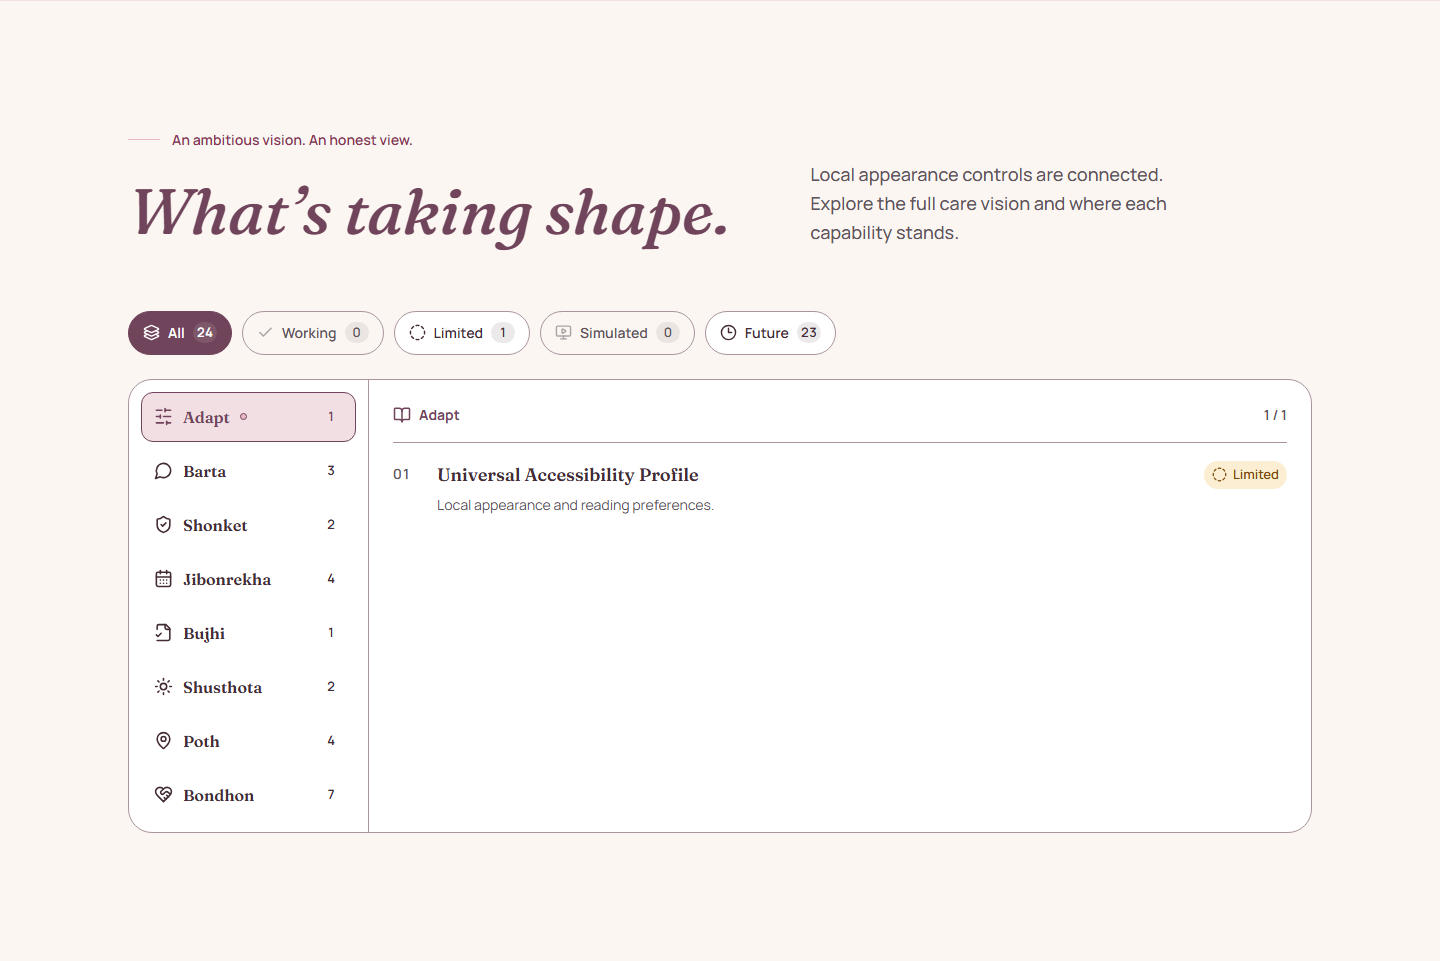 An ambitious vision. An honest view.
What’s taking shape.
Local appearance controls are connected.
Explore the full care vision and where each
capability stands.
All 24
Working 0
Limited 1
Simulated 0
Future 23
Adapt 1
Barta 3
Shonket 2
Jibonrekha 4
Bujhi 1
Shusthota 2
Poth 4
Bondhon 7
Adapt
1 / 1
01 Universal Accessibility Profile
Limited
Local appearance and reading preferences.